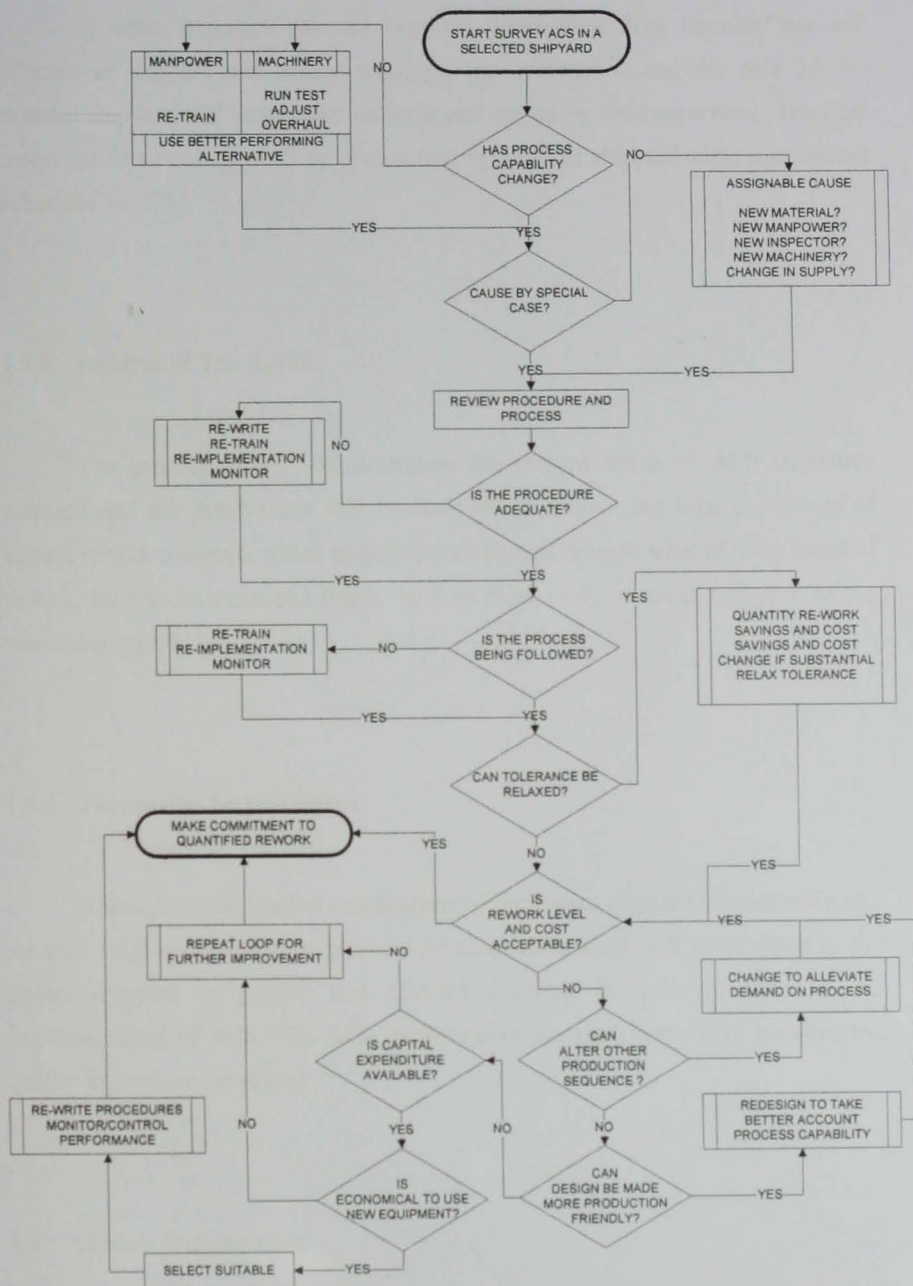 START SURVEY ACS IN A
SELECTED SHIPYARD
MANPOWER
MACHINERY
NO
RE-TRAIN
RUN TEST
ADJUST
OVERHAUL
USE BETTER PERFORMING
ALTERNATIVE
HAS PROCESS
CAPABILITY
CHANGE?
NO
ASSIGNABLE CAUSE
NEW MATERIAL?
NEW MANPOWER?
NEW INSPECTOR?
NEW MACHINERY?
CHANGE IN SUPPLY?
YES
YES
CAUSE BY SPECIAL
CASE?
YES
YES
REVIEW PROCEDURE AND
PROCESS
RE-WRITE
RE-TRAIN
RE-IMPLEMENTATION
MONITOR
NO
IS THE PROCEDURE
ADEQUATE?
YES
YES
YES
QUANTITY RE-WORK
SAVINGS AND COST
SAVINGS AND COST
CHANGE IF SUBSTANTIAL
RELAX TOLERANCE
RE-TRAIN
RE-IMPLEMENTATION
MONITOR
NO
IS THE PROCESS
BEING FOLLOWED?
YES
YES
CAN TOLERANCE BE
RELAXED?
MAKE COMMITMENT TO
QUANTIFIED REWORK
YES
NO
YES
IS
REWORK LEVEL
AND COST
ACCEPTABLE?
YES
YES
REPEAT LOOP FOR
FURTHER IMPROVEMENT
NO
NO
CHANGE TO ALLEVIATE
DEMAND ON PROCESS
IS CAPITAL
EXPENDITURE
AVAILABLE?
CAN
ALTER OTHER
PRODUCTION
SEQUENCE ?
YES
RE-WRITE PROCEDURES
MONITOR/CONTROL
PERFORMANCE
NO
YES
NO
NO
REDESIGN TO TAKE
BETTER ACCOUNT
PROCESS CAPABILITY
IS
ECONOMICAL TO USE
NEW EQUIPMENT?
CAN
DESIGN BE MADE
MORE PRODUCTION
FRIENDLY?
YES
SELECT SUITABLE
YES